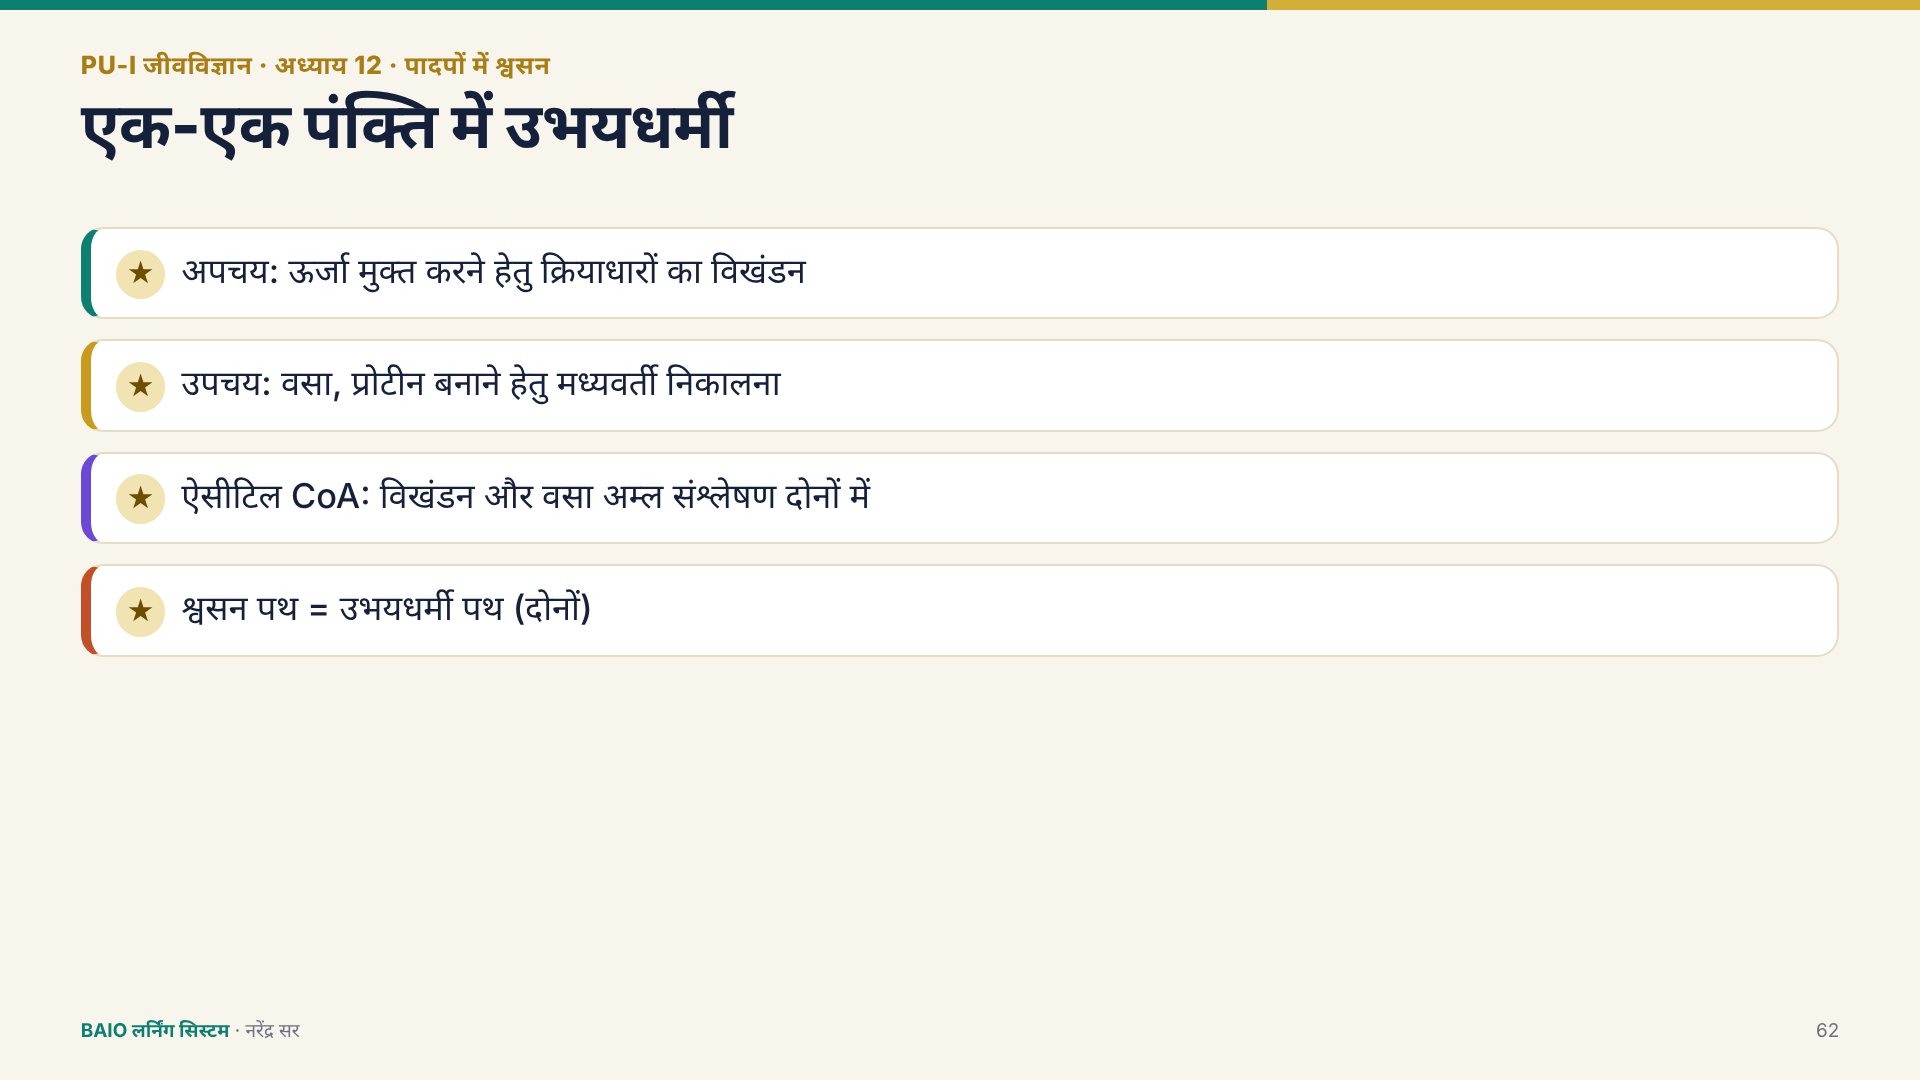 PU-I जीवविज्ञान · अध्याय 12 · पादपों में श्वसन
एक-एक पंक्ति में उभयधर्मी
★ अपचय: ऊर्जा मुक्त करने हेतु क्रियाधारों का विखंडन
★ उपचय: वसा, प्रोटीन बनाने हेतु मध्यवर्ती निकालना
★ ऐसीटिल CoA: विखंडन और वसा अम्ल संश्लेषण दोनों में
★ श्वसन पथ = उभयधर्मी पथ (दोनों)
BAIO लर्निंग सिस्टम · नरेंद्र सर
62